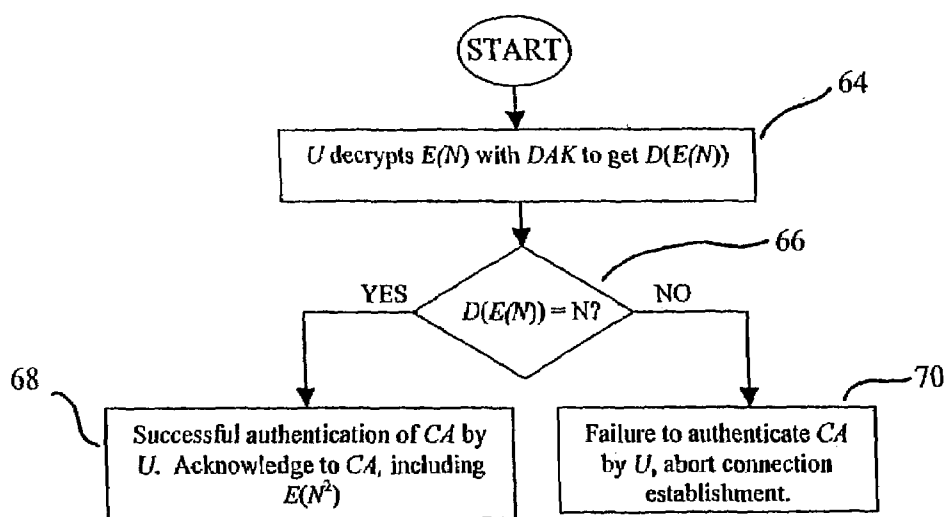 START
64
U decrypts E(N) with DAK to get D(E(N))
66
YES
D(E(N)) = N?
NO
68
70
Successful authentication of CA by
U. Acknowledge to CA, including
E(N²)
Failure to authenticate CA
by U, abort connection
establishment.